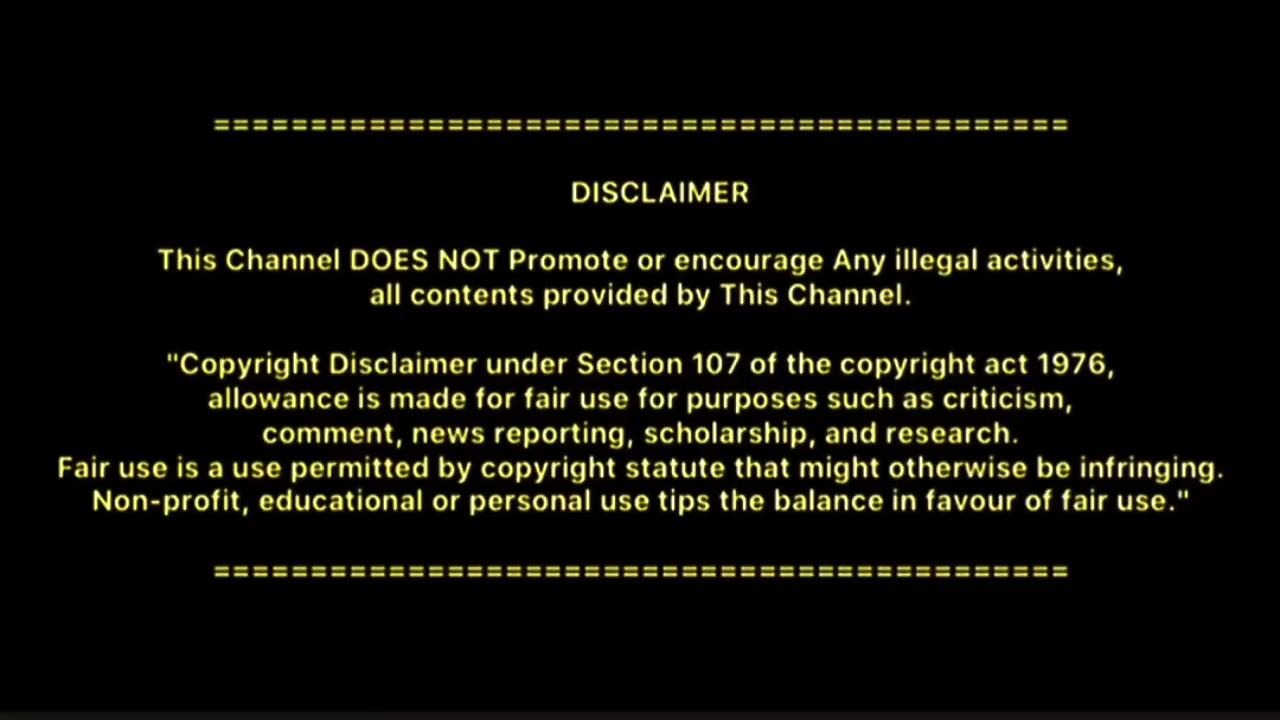 ============================================
DISCLAIMER
This Channel DOES NOT Promote or encourage Any illegal activities,
all contents provided by This Channel.
"Copyright Disclaimer under Section 107 of the copyright act 1976,
allowance is made for fair use for purposes such as criticism,
comment, news reporting, scholarship, and research.
Fair use is a use permitted by copyright statute that might otherwise be infringing.
Non-profit, educational or personal use tips the balance in favour of fair use."
============================================